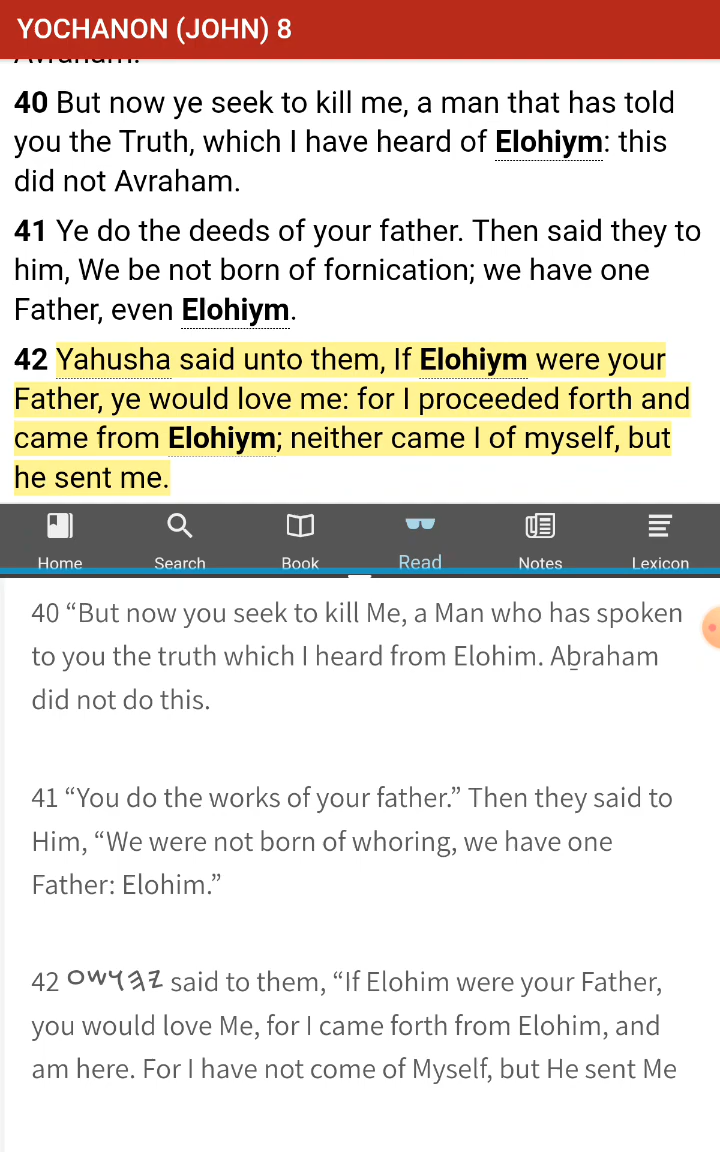 YOCHANON (JOHN) 8
40 But now ye seek to kill me, a man that has told
you the Truth, which I have heard of Elohiym: this
did not Avraham.
41 Ye do the deeds of your father. Then said they to
him, We be not born of fornication; we have one
Father, even Elohiym.
42 Yahusha said unto them, If Elohiym were your
Father, ye would love me: for I proceeded forth and
came from Elohiym; neither came I of myself, but
he sent me.
Home Search Book Read Notes Lexicon
40 “But now you seek to kill Me, a Man who has spoken
to you the truth which I heard from Elohim. Aḇraham
did not do this.
41 “You do the works of your father.” Then they said to
Him, “We were not born of whoring, we have one
Father: Elohim.”
42 𐤉𐤄𐤅𐤔𐤏 said to them, “If Elohim were your Father,
you would love Me, for I came forth from Elohim, and
am here. For I have not come of Myself, but He sent Me